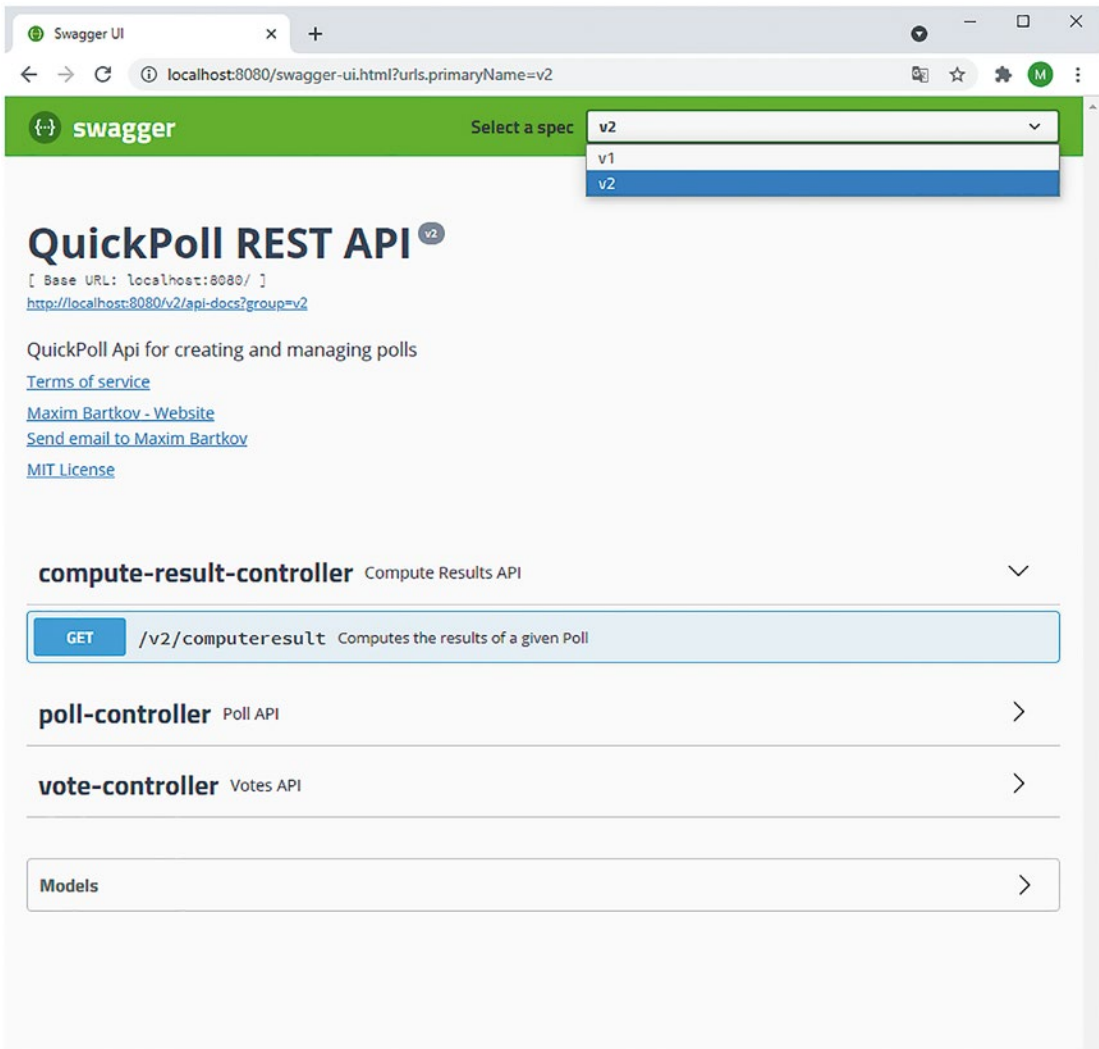 Swagger UI
localhost:8080/swagger-ui.html?urls.primaryName=v2
M
{...} swagger
Select a spec v2
v1
v2
QuickPoll REST API v2
[ Base URL: localhost:8080/ ]
http://localhost:8080/v2/api-docs?group=v2
QuickPoll Api for creating and managing polls
Terms of service
Maxim Bartkov - Website
Send email to Maxim Bartkov
MIT License
compute-result-controller Compute Results API
GET /v2/computeresult Computes the results of a given Poll
poll-controller Poll API
vote-controller Votes API
Models